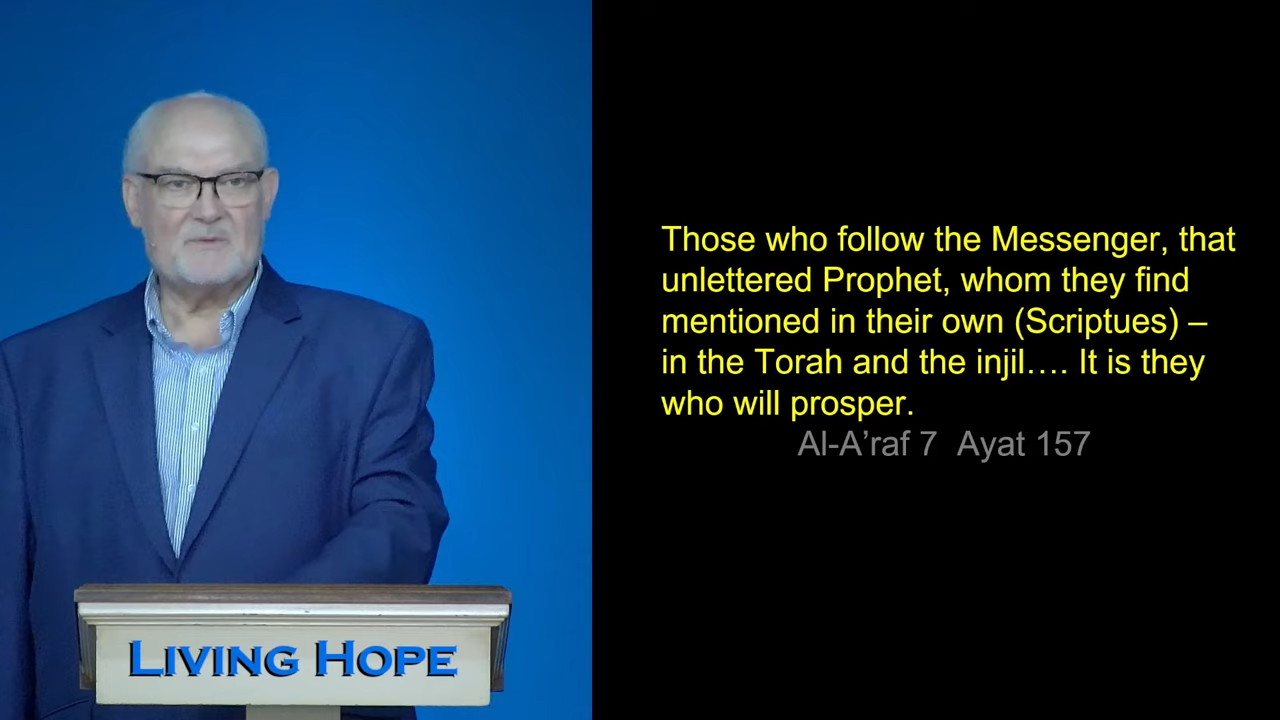 Those who follow the Messenger, that
unlettered Prophet, whom they find
mentioned in their own (Scriptues) –
in the Torah and the injil…. It is they
who will prosper.
Al-A’raf 7  Ayat 157
LIVING HOPE